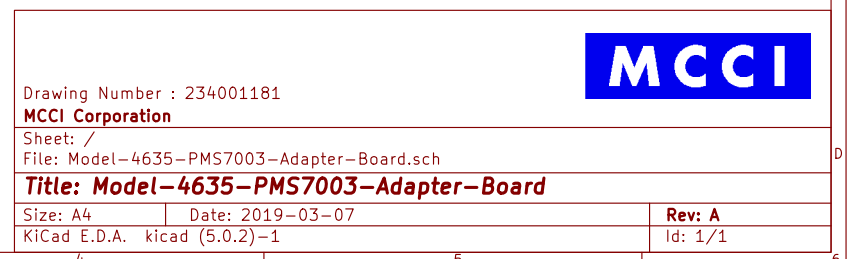 MCCI
Drawing Number : 234001181
MCCI Corporation
Sheet: /
File: Model-4635-PMS7003-Adapter-Board.sch
Title: Model-4635-PMS7003-Adapter-Board
Size: A4 Date: 2019-03-07 Rev: A
KiCad E.D.A. kicad (5.0.2)-1 Id: 1/1
D
4 5 6